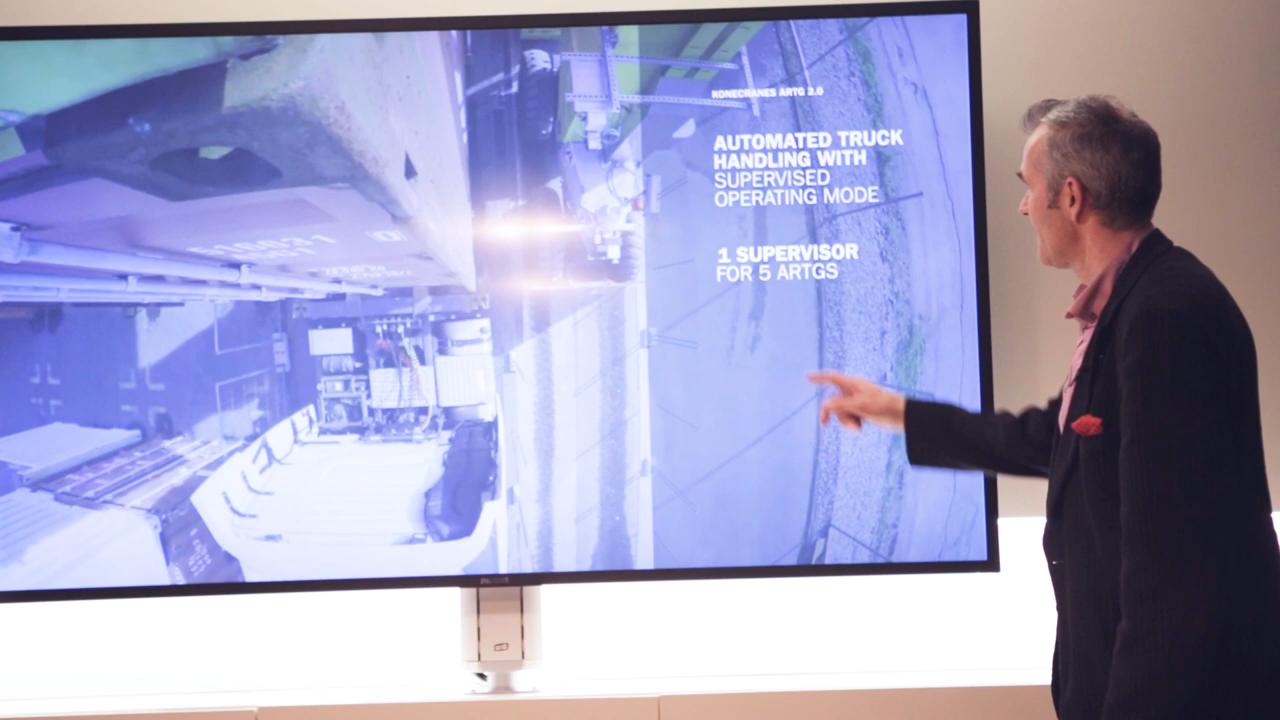 KONECRANES ARTG 2.0
AUTOMATED TRUCK
HANDLING WITH
SUPERVISED
OPERATING MODE
1 SUPERVISOR
FOR 5 ARTGS